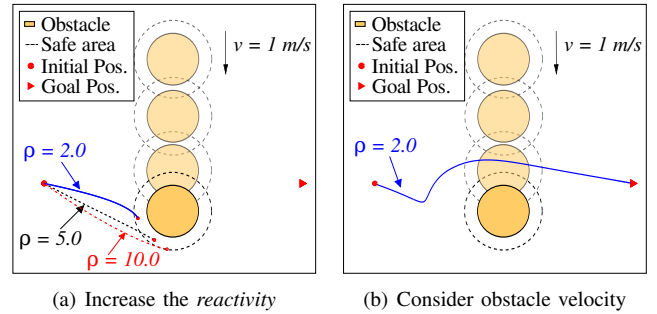 Obstacle
Safe area
Initial Pos.
Goal Pos.
v = 1 m/s
ρ = 2.0
ρ = 5.0
ρ = 10.0
(a) Increase the reactivity
Obstacle
Safe area
Initial Pos.
Goal Pos.
v = 1 m/s
ρ = 2.0
(b) Consider obstacle velocity